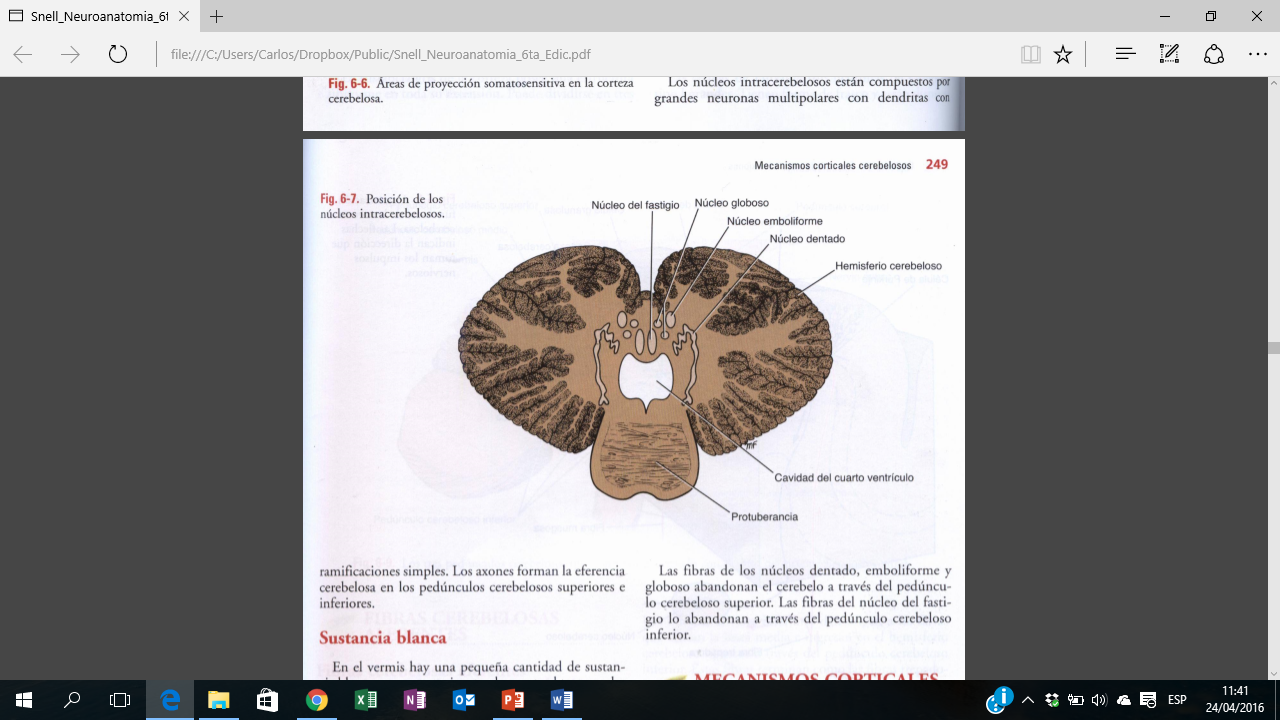 New Tab
Snell_Neuroanatomia_6
file:///C:/Users/Carlos/Dropbox/Public/Snell_Neuroanatomia_6ta_Edic.pdf
Fig. 6-6. Áreas de proyección somatosensitiva en la corteza
cerebelosa.
Los núcleos intracerebelosos están compuestos por
grandes neuronas multipolares con dendritas con
Mecanismos corticales cerebelosos 249
Fig. 6-7. Posición de los
núcleos intracerebelosos.
Núcleo del fastigio
Núcleo globoso
Núcleo emboliforme
Núcleo dentado
Hemisferio cerebeloso
Cavidad del cuarto ventrículo
Protuberancia
ramificaciones simples. Los axones forman la eferencia
cerebelosa en los pedúnculos cerebelosos superiores e
inferiores.
Sustancia blanca
En el vermis hay una pequeña cantidad de sustan-
Las fibras de los núcleos dentado, emboliforme y
globoso abandonan el cerebelo a través del pedúncu-
lo cerebeloso superior. Las fibras del núcleo del fasti-
gio lo abandonan a través del pedúnculo cerebeloso
inferior.
MECANISMOS CORTICALES
ESP
11:41
24/04/2016